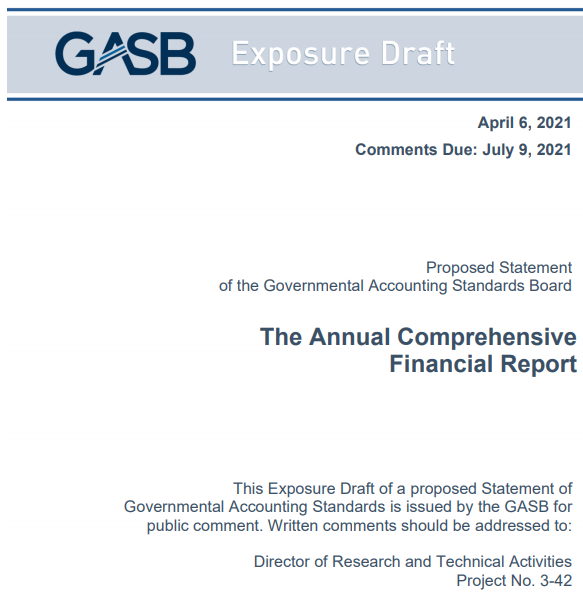 GASB Exposure Draft
April 6, 2021
Comments Due: July 9, 2021
Proposed Statement
of the Governmental Accounting Standards Board
The Annual Comprehensive
Financial Report
This Exposure Draft of a proposed Statement of
Governmental Accounting Standards is issued by the GASB for
public comment. Written comments should be addressed to:
Director of Research and Technical Activities
Project No. 3-42